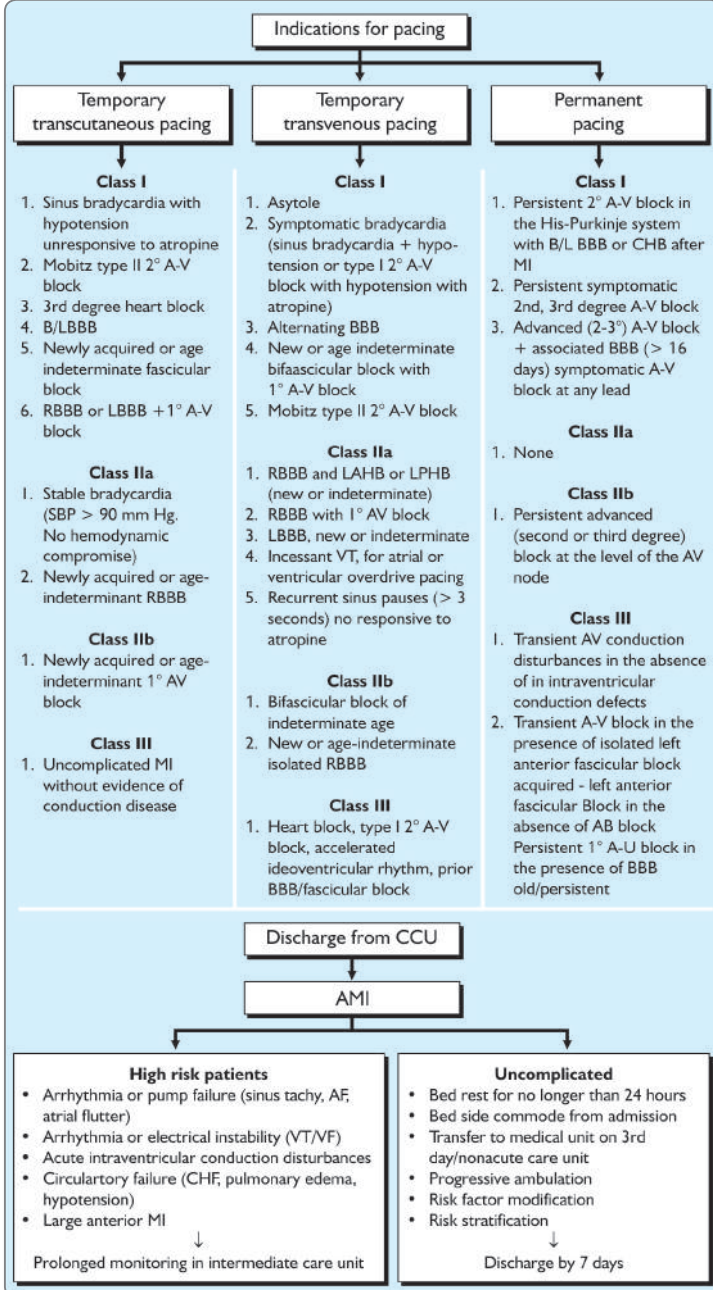 Indications for pacing
Temporary
transcutaneous pacing
Temporary
transvenous pacing
Permanent
pacing
Class I
1. Sinus bradycardia with
hypotension
unresponsive to atropine
2. Mobitz type II 2° A-V
block
3. 3rd degree heart block
4. B/LBBB
5. Newly acquired or age
indeterminate fascicular
block
6. RBBB or LBBB +1° A-V
block
Class IIa
1. Stable bradycardia
(SBP > 90 mm Hg.
No hemodynamic
compromise)
2. Newly acquired or age-
indeterminant RBBB
Class IIb
1. Newly acquired or age-
indeterminant 1° AV
block
Class III
1. Uncomplicated MI
without evidence of
conduction disease
Class I
1. Asytole
2. Symptomatic bradycardia
(sinus bradycardia + hypo-
tension or type I 2° A-V
block with hypotension with
atropine)
3. Alternating BBB
4. New or age indeterminate
bifaascicular block with
1° A-V block
5. Mobitz type II 2° A-V block
Class IIa
1. RBBB and LAHB or LPHB
(new or indeterminate)
2. RBBB with 1° AV block
3. LBBB, new or indeterminate
4. Incessant VT, for atrial or
ventricular overdrive pacing
5. Recurrent sinus pauses (> 3
seconds) no responsive to
atropine
Class IIb
1. Bifascicular block of
indeterminate age
2. New or age-indeterminate
isolated RBBB
Class III
1. Heart block, type I 2° A-V
block, accelerated
ideoventricular rhythm, prior
BBB/fascicular block
Class I
1. Persistent 2° A-V block in
the His-Purkinje system
with B/L BBB or CHB after
MI
2. Persistent symptomatic
2nd, 3rd degree A-V block
3. Advanced (2-3°) A-V block
+ associated BBB (> 16
days) symptomatic A-V
block at any lead
Class IIa
1. None
Class IIb
1. Persistent advanced
(second or third degree)
block at the level of the AV
node
Class III
1. Transient AV conduction
disturbances in the absence
of in intraventricular
conduction defects
2. Transient A-V block in the
presence of isolated left
anterior fascicular block
acquired - left anterior
fascicular Block in the
absence of AB block
Persistent 1° A-U block in
the presence of BBB
old/persistent
Discharge from CCU
AMI
High risk patients
• Arrhythmia or pump failure (sinus tachy, AF,
atrial flutter)
• Arrhythmia or electrical instability (VT/VF)
• Acute intraventricular conduction disturbances
• Circulartory failure (CHF, pulmonary edema,
hypotension)
• Large anterior MI
↓
Prolonged monitoring in intermediate care unit
Uncomplicated
• Bed rest for no longer than 24 hours
• Bed side commode from admission
• Transfer to medical unit on 3rd
day/nonacute care unit
• Progressive ambulation
• Risk factor modification
• Risk stratification
↓
Discharge by 7 days